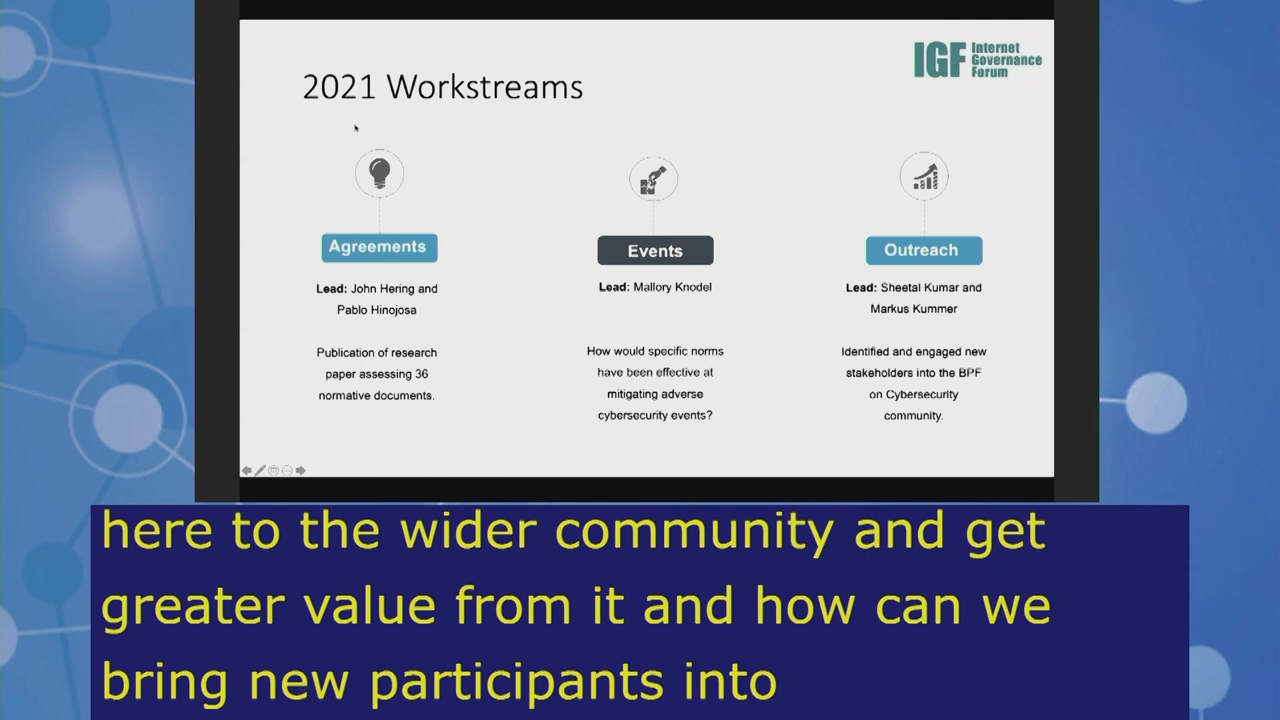 IGF Internet
Governance
Forum
2021 Workstreams
Agreements
Lead: John Hering and
Pablo Hinojosa
Publication of research
paper assessing 36
normative documents.
Events
Lead: Mallory Knodel
How would specific norms
have been effective at
mitigating adverse
cybersecurity events?
Outreach
Lead: Sheetal Kumar and
Markus Kummer
Identified and engaged new
stakeholders into the BPF
on Cybersecurity
community.
here to the wider community and get
greater value from it and how can we
bring new participants into